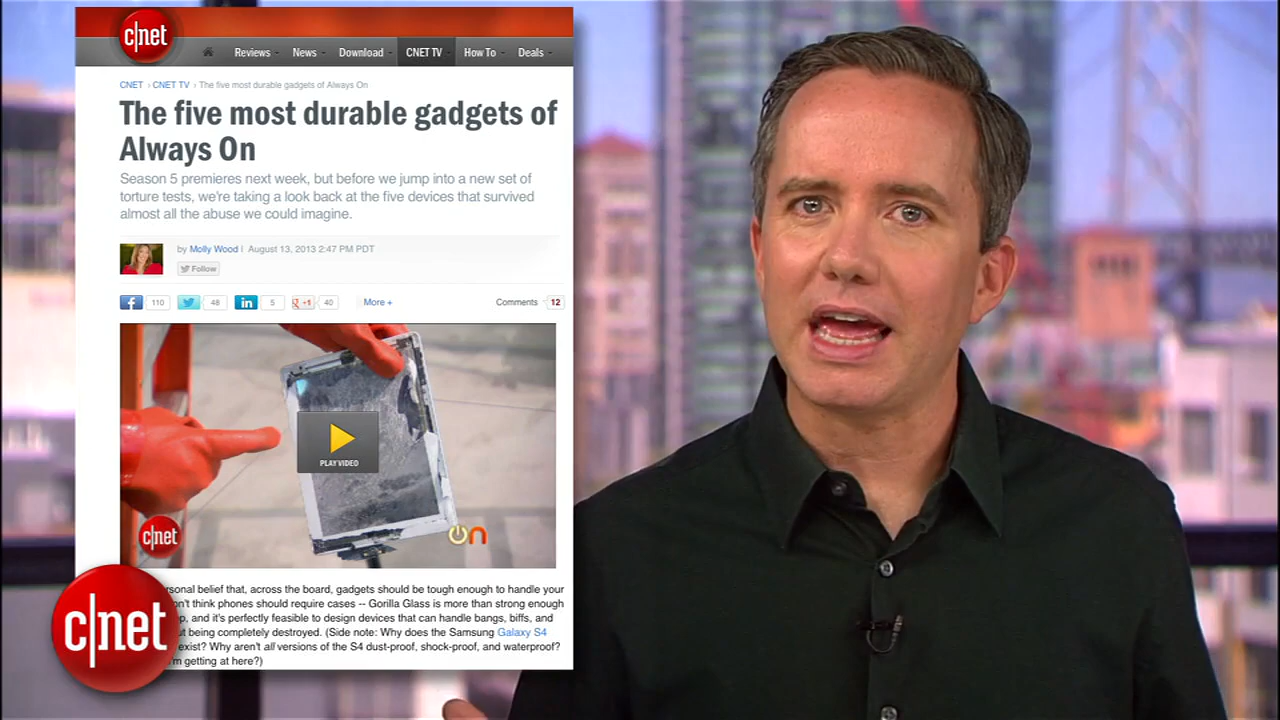 c|net
Reviews News Download CNET TV How To Deals
CNET › CNET TV › The five most durable gadgets of Always On
The five most durable gadgets of
Always On
Season 5 premieres next week, but before we jump into a new set of
torture tests, we're taking a look back at the five devices that survived
almost all the abuse we could imagine.
by Molly Wood | August 13, 2013 2:47 PM PDT
Follow
110 48 in 5 g +1 40 More + Comments 12
PLAY VIDEO
c|net
on
rsonal belief that, across the board, gadgets should be tough enough to handle your
n't think phones should require cases -- Gorilla Glass is more than strong enough
p, and it's perfectly feasible to design devices that can handle bangs, biffs, and
ut being completely destroyed. (Side note: Why does the Samsung Galaxy S4
exist? Why aren't all versions of the S4 dust-proof, shock-proof, and waterproof?
'm getting at here?)
c|net